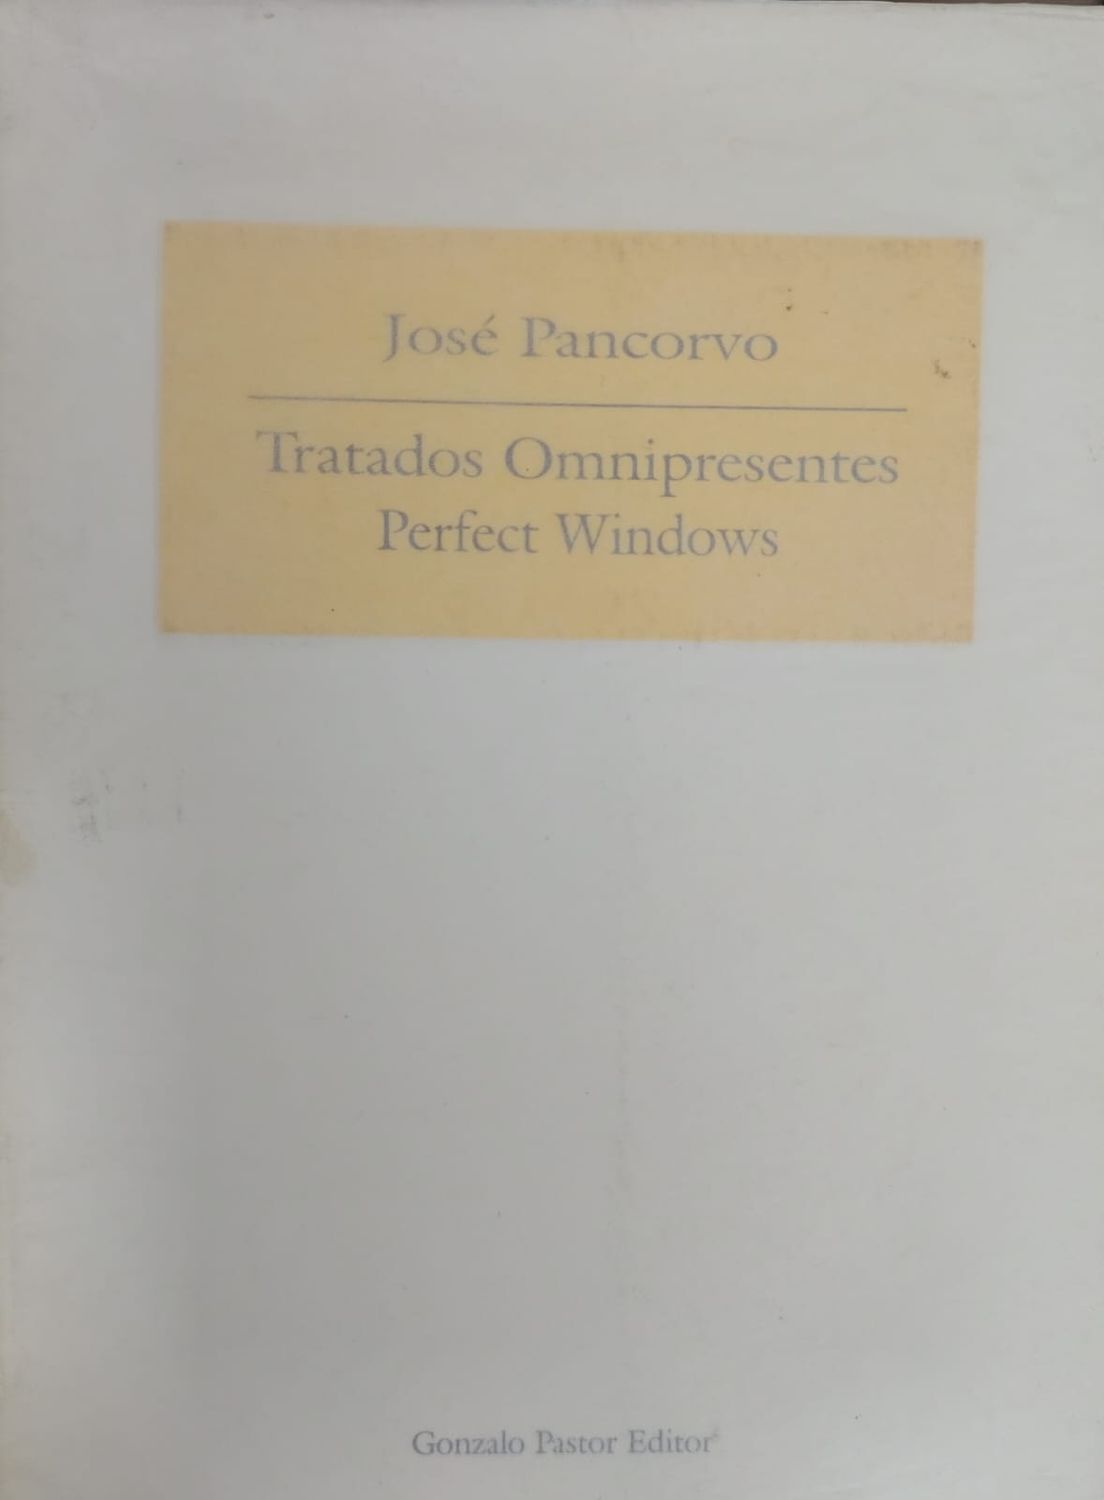 José Pancorvo
Tratados Omnipresentes
Perfect Windows
Gonzalo Pastor Editor